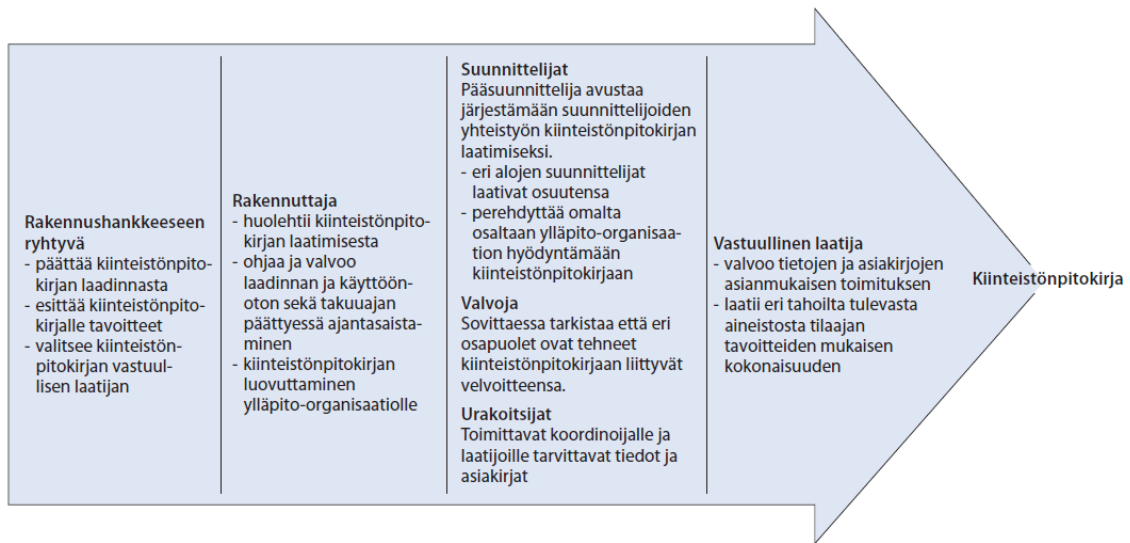 Rakennushankkeeseen
ryhtyvä
- päättää kiinteistönpito-
kirjan laadinnasta
- esittää kiinteistönpito-
kirjalle tavoitteet
- valitsee kiinteistön-
pitokirjan vastuul-
lisen laatijan
Rakennuttaja
- huolehtii kiinteistönpito-
kirjan laatimisesta
- ohjaa ja valvoo
laadinnan ja käyttöön-
oton sekä takuuajan
päättyessä ajantasaista-
minen
- kiinteistönpitokirjan
luovuttaminen
ylläpito-organisaatiolle
Suunnittelijat
Pääsuunnittelija avustaa
järjestämään suunnittelijoiden
yhteistyön kiinteistönpitokirjan
laatimiseksi.
- eri alojen suunnittelijat
laativat osuutensa
- perehdyttää omalta
osaltaan ylläpito-organisaa-
tion hyödyntämään
kiinteistönpitokirjaan
Valvoja
Sovittaessa tarkistaa että eri
osapuolet ovat tehneet
kiinteistönpitokirjaan liittyvät
velvoitteensa.
Urakoitsijat
Toimittavat koordinoijalle ja
laatijoille tarvittavat tiedot ja
asiakirjat
Vastuullinen laatija
- valvoo tietojen ja asiakirjojen
asianmukaisen toimituksen
- laatii eri tahoilta tulevasta
aineistosta tilaajan
tavoitteiden mukaisen
kokonaisuuden
Kiinteistönpitokirja